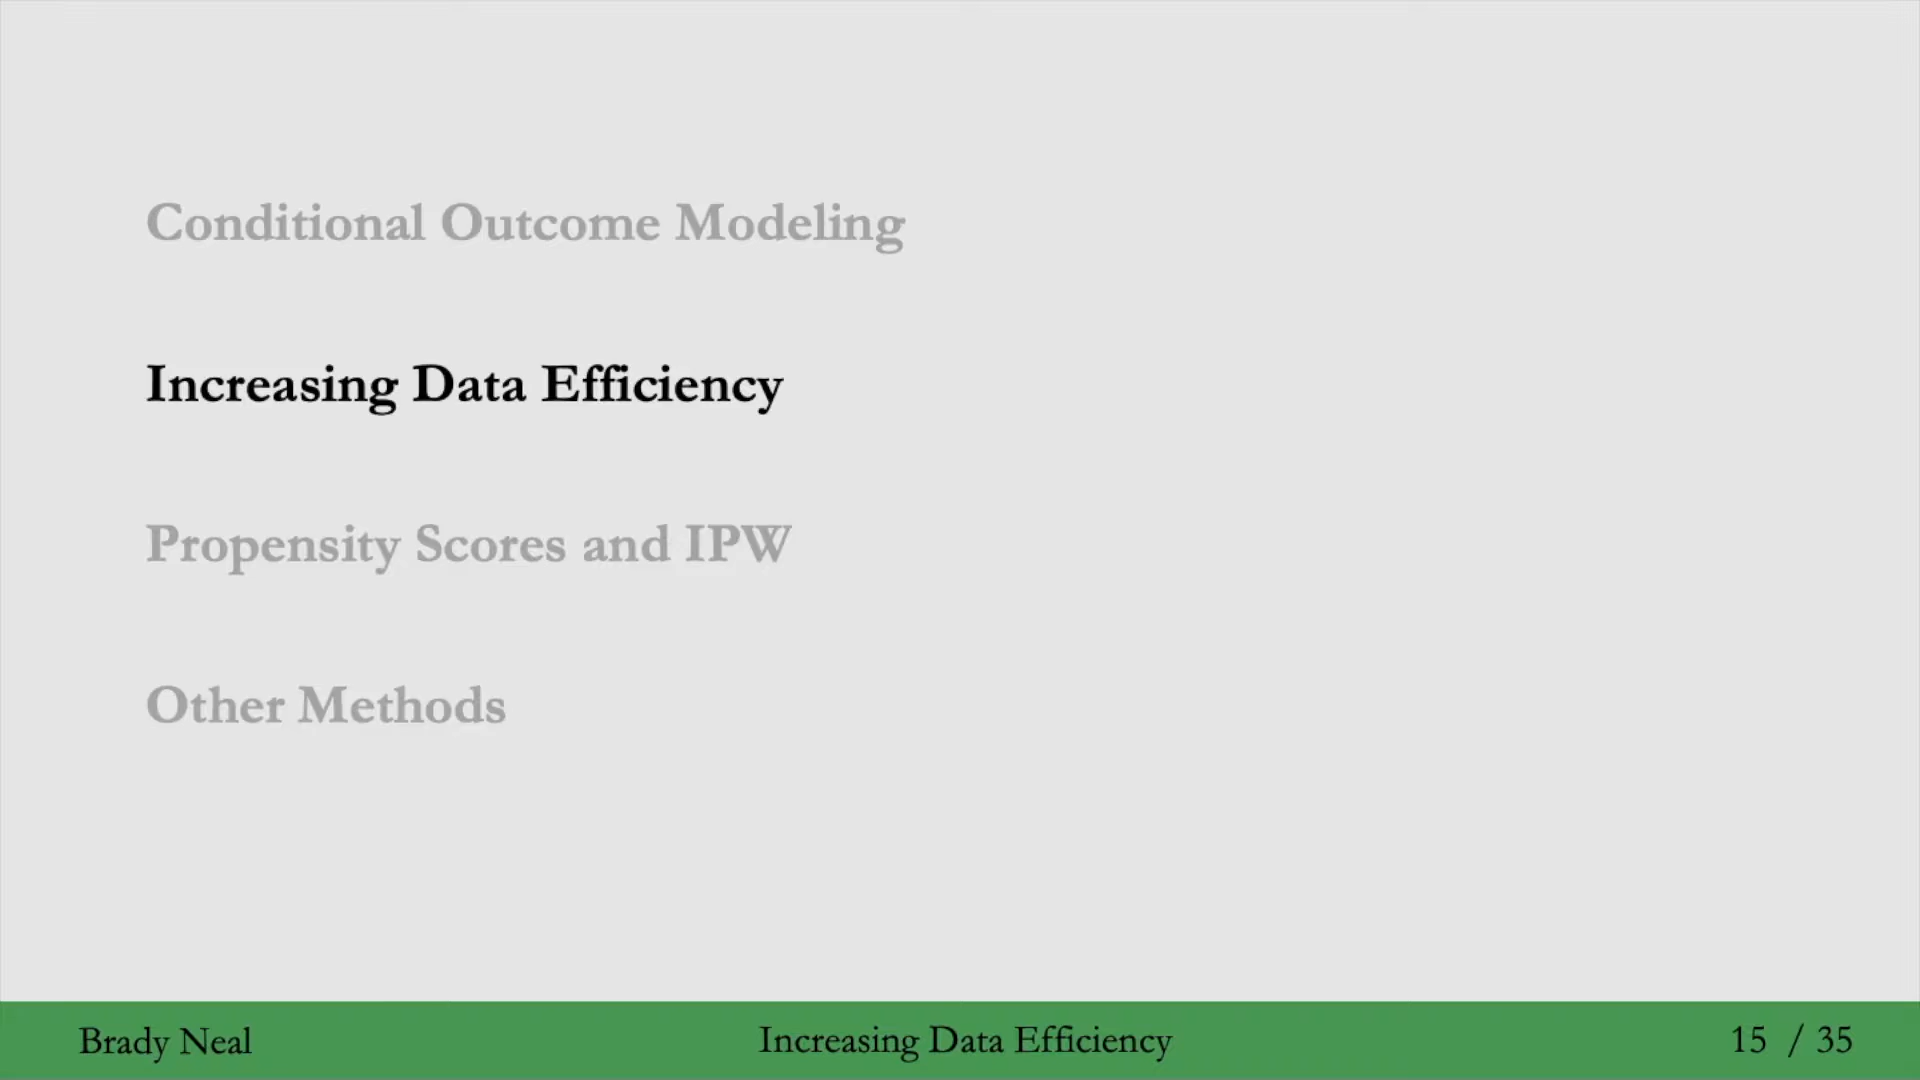 Conditional Outcome Modeling
Increasing Data Efficiency
Propensity Scores and IPW
Other Methods
Brady Neal
Increasing Data Efficiency
15 / 35